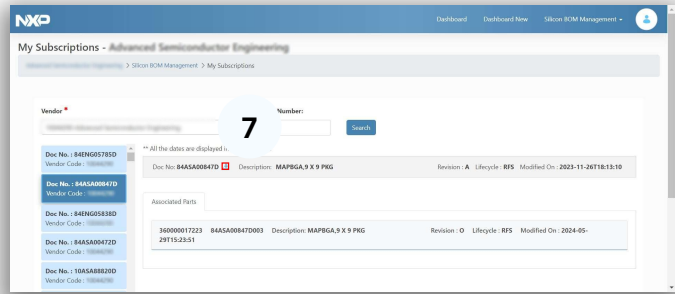 NXP
Dashboard Dashboard New Silicon BOM Management
My Subscriptions - Advanced Semiconductor Engineering
> Silicon BOM Management > My Subscriptions
Vendor * Number:
7
Search
** All the dates are displayed i
Doc No. : 84ENG05785D
Vendor Code :
Doc No. : 84ASA00847D
Vendor Code :
Doc No. : 84ENG05838D
Vendor Code :
Doc No. : 84ASA00472D
Vendor Code :
Doc No. : 10ASA88820D
Vendor Code :
Doc No: 84ASA00847D Description: MAPBGA,9 X 9 PKG Revision : A Lifecycle : RFS Modified On : 2023-11-26T18:13:10
Associated Parts
360000017223 84ASA00847D003 Description: MAPBGA,9 X 9 PKG Revision : O Lifecycle : RFS Modified On : 2024-05-
29T15:23:51